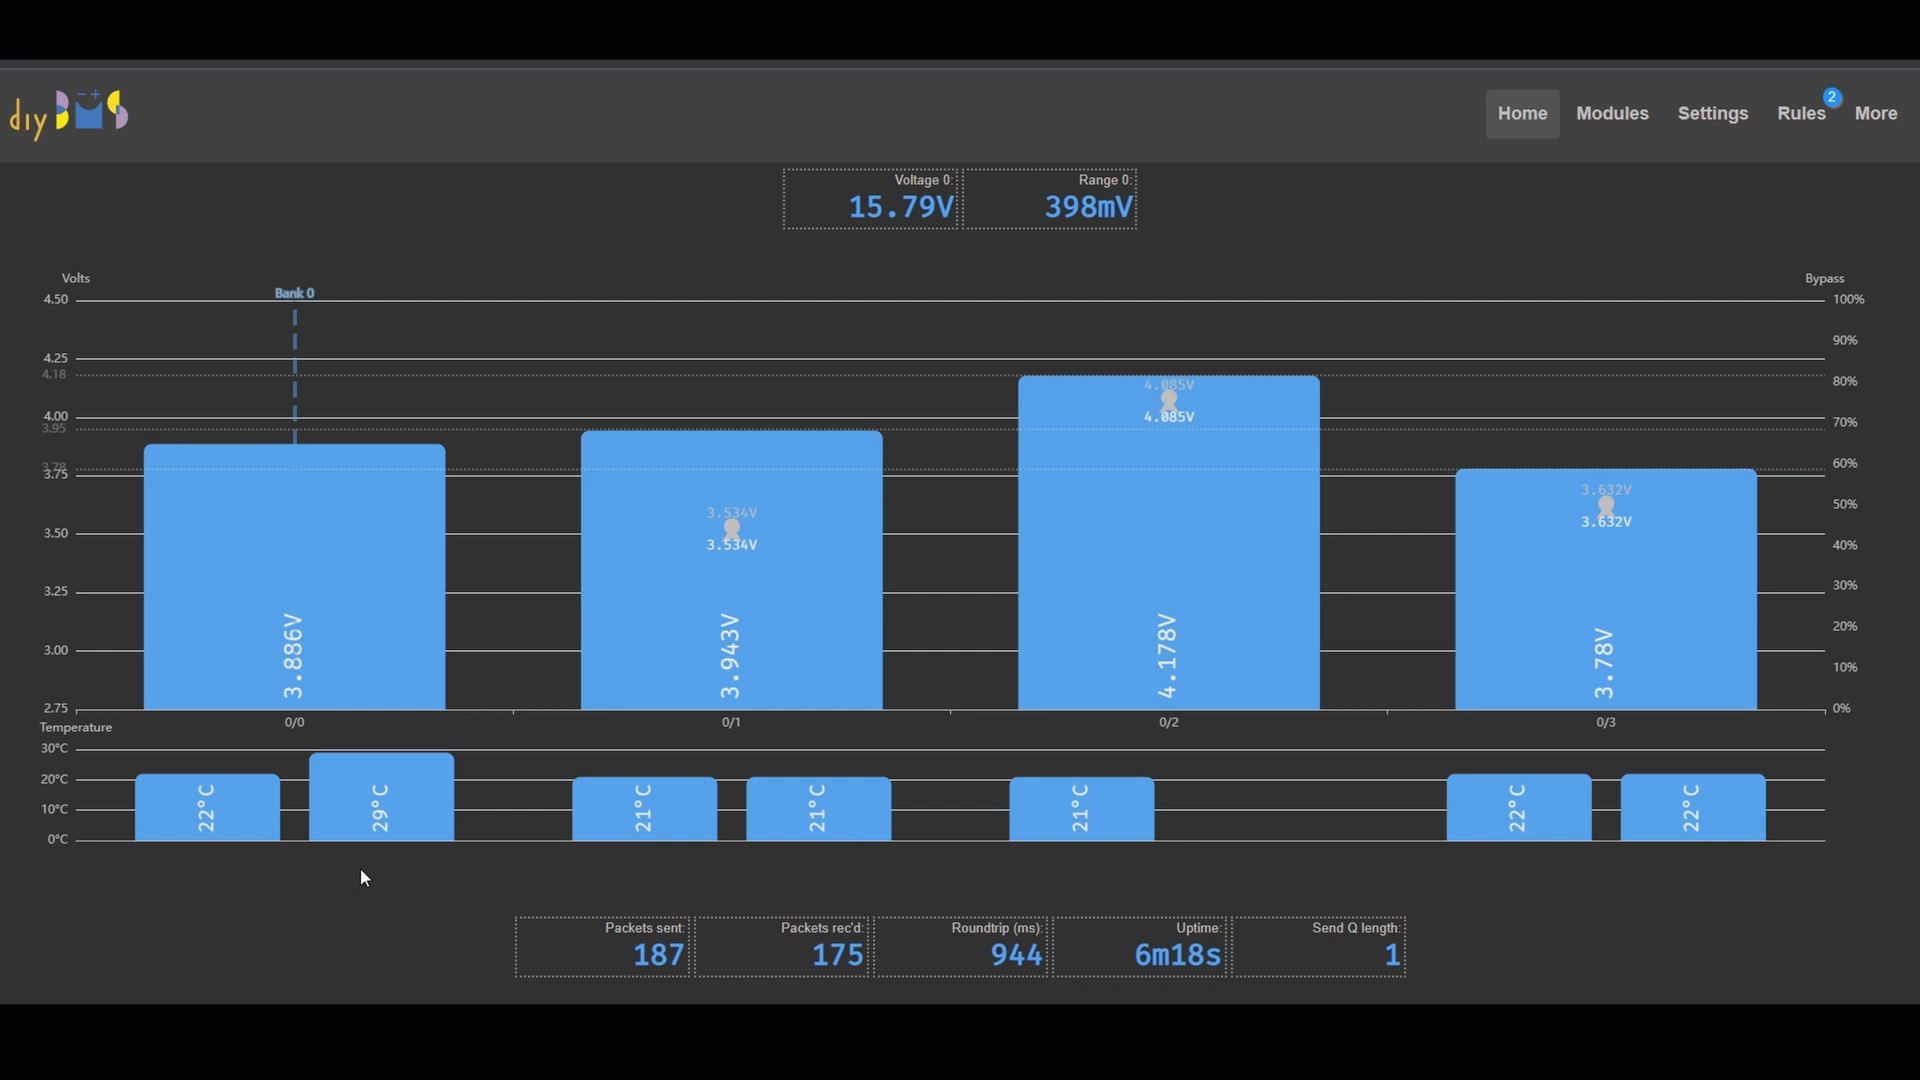 diyBMS
Home Modules Settings Rules 2 More
Voltage 0: Range 0:
15.79V 398mV
Volts Bypass
Bank 0
4.50 100%
90%
4.25
4.18 80%
4.085V
4.085V
4.00 70%
3.95
3.78 60%
3.75
3.632V
3.632V
50%
3.534V
3.534V
3.50 40%
3.25 30%
3.00 20%
10%
3.886V 3.943V 4.178V 3.78V
2.75 0%
0/0 0/1 0/2 0/3
Temperature
30°C
20°C
10°C
0°C
22°C 29°C 21°C 21°C 21°C 22°C 22°C
Packets sent: Packets rec'd: Roundtrip (ms): Uptime: Send Q length:
187 175 944 6m18s 1